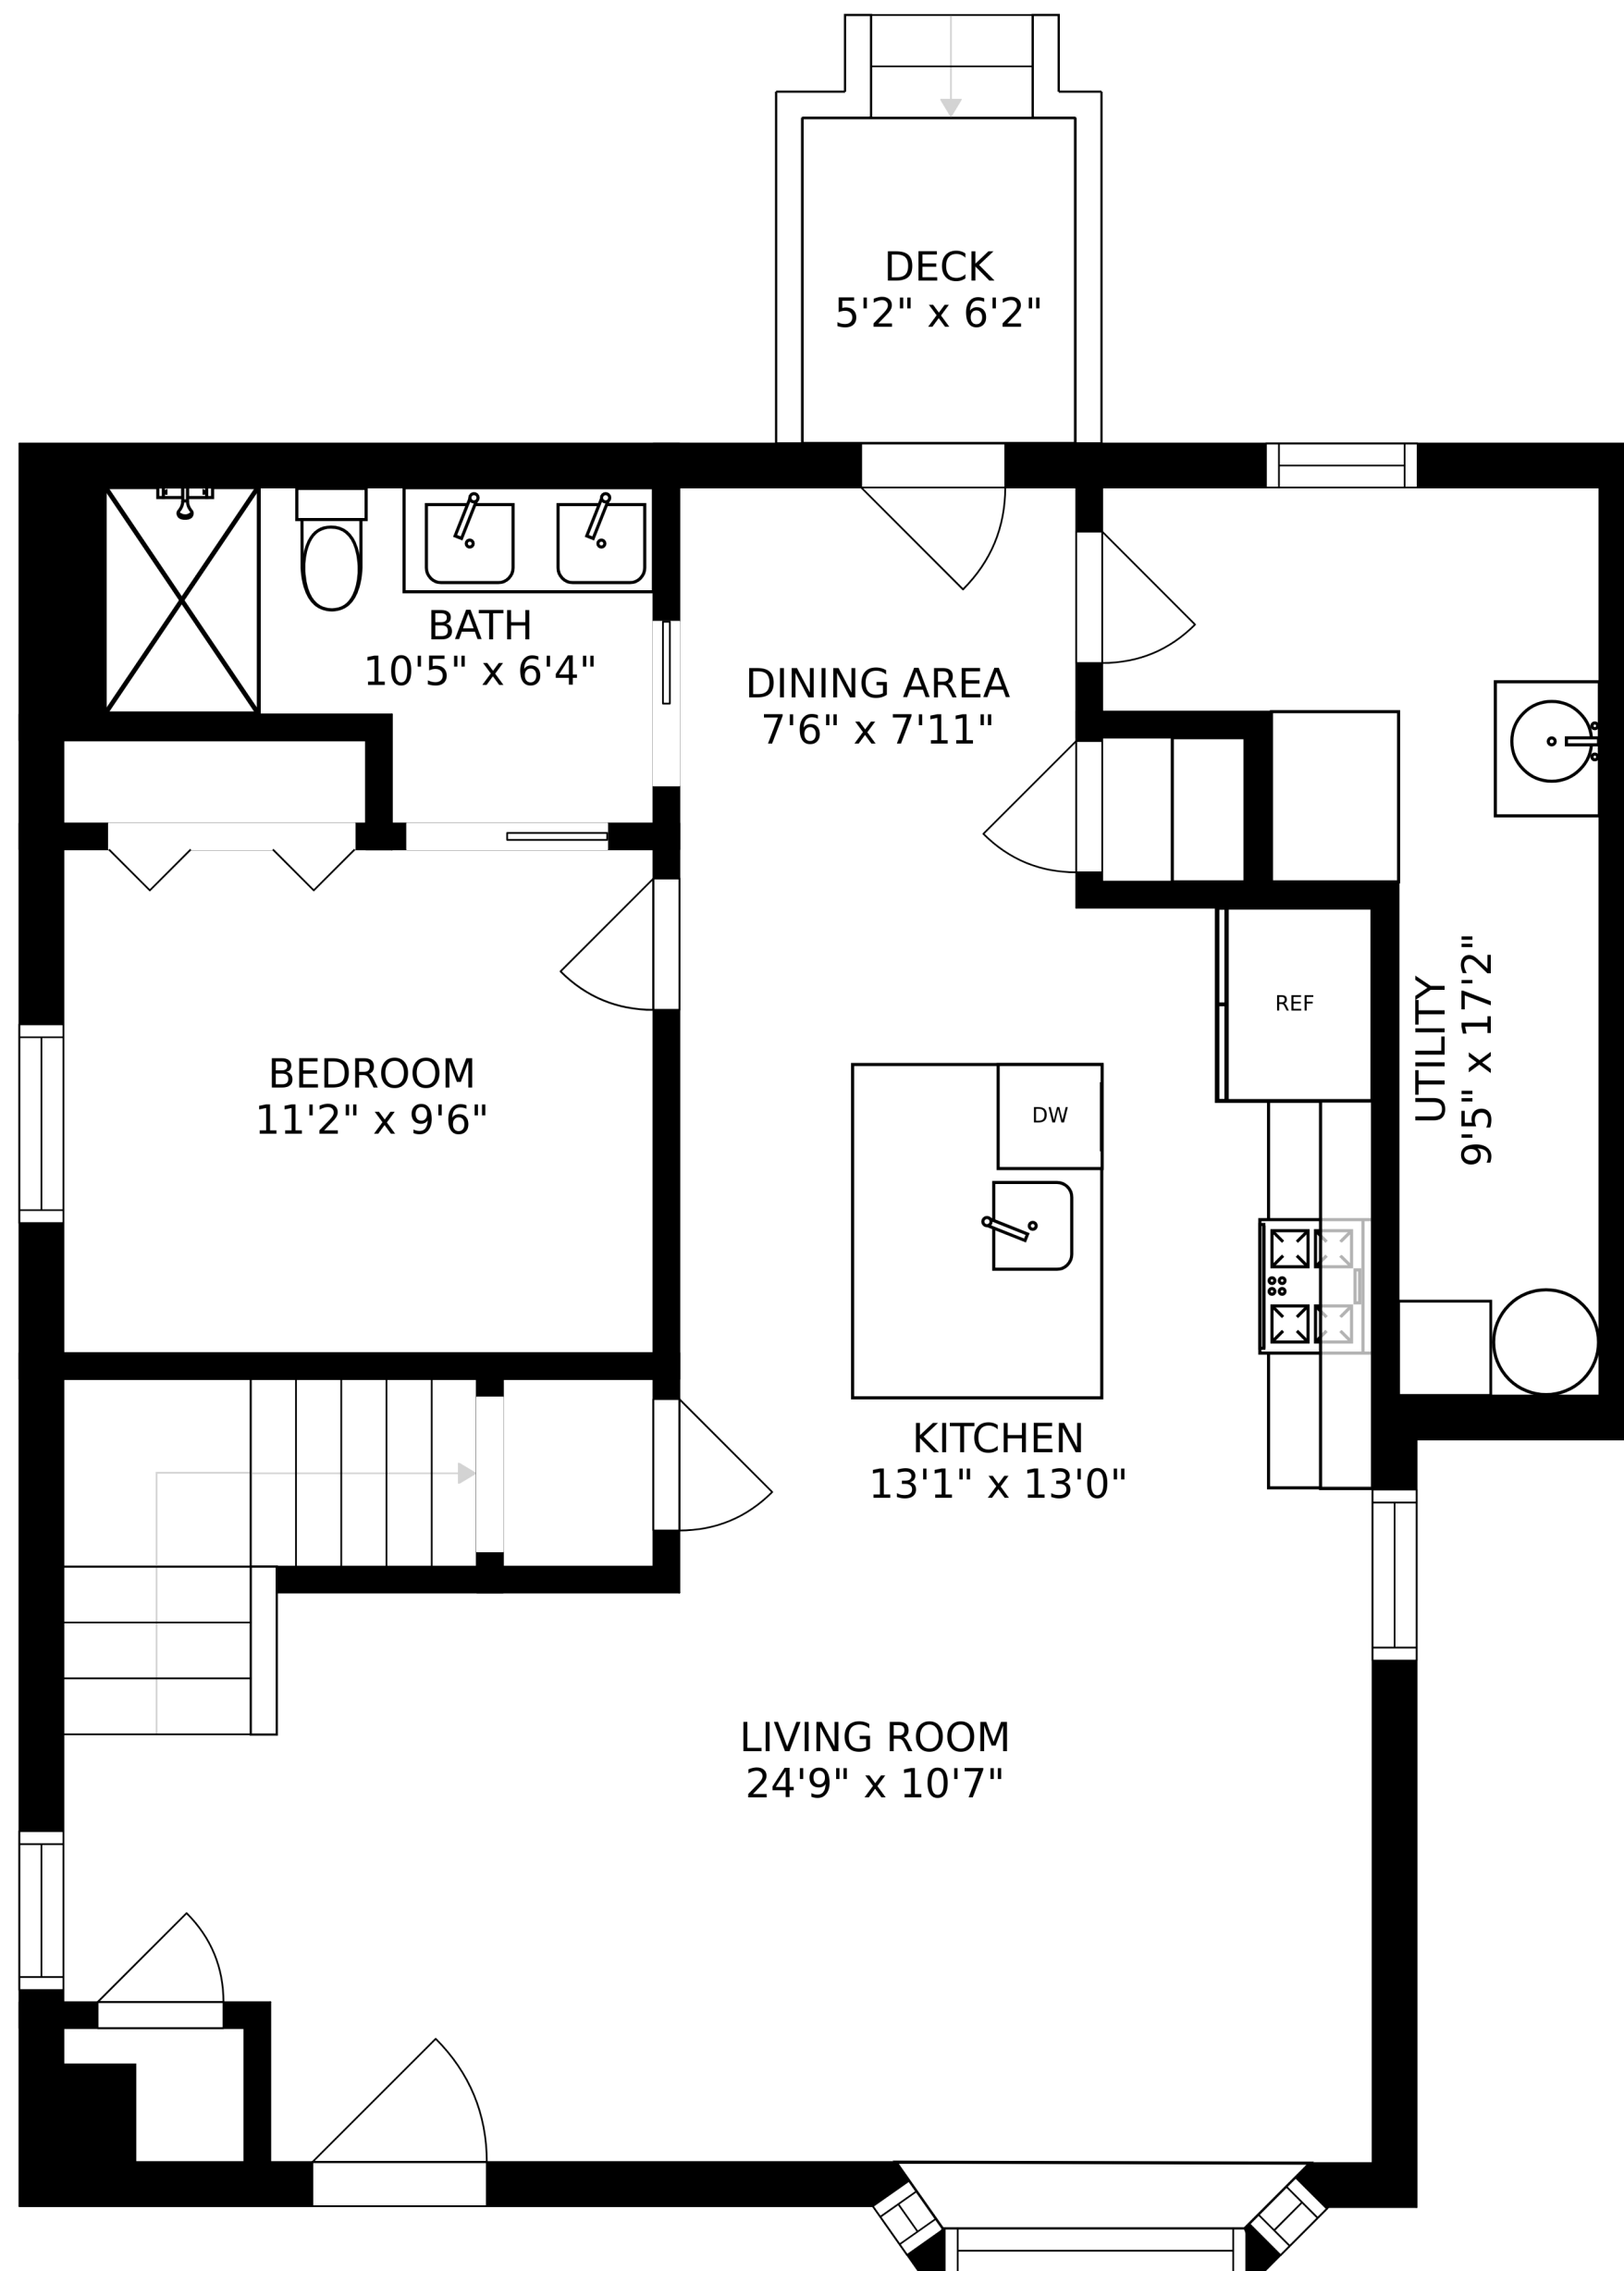 DECK
5'2" x 6'2"
BATH
10'5" x 6'4"
DINING AREA
7'6" x 7'11"
REF
UTILITY
9'5" x 17'2"
BEDROOM
11'2" x 9'6"
DW
KITCHEN
13'1" x 13'0"
LIVING ROOM
24'9" x 10'7"